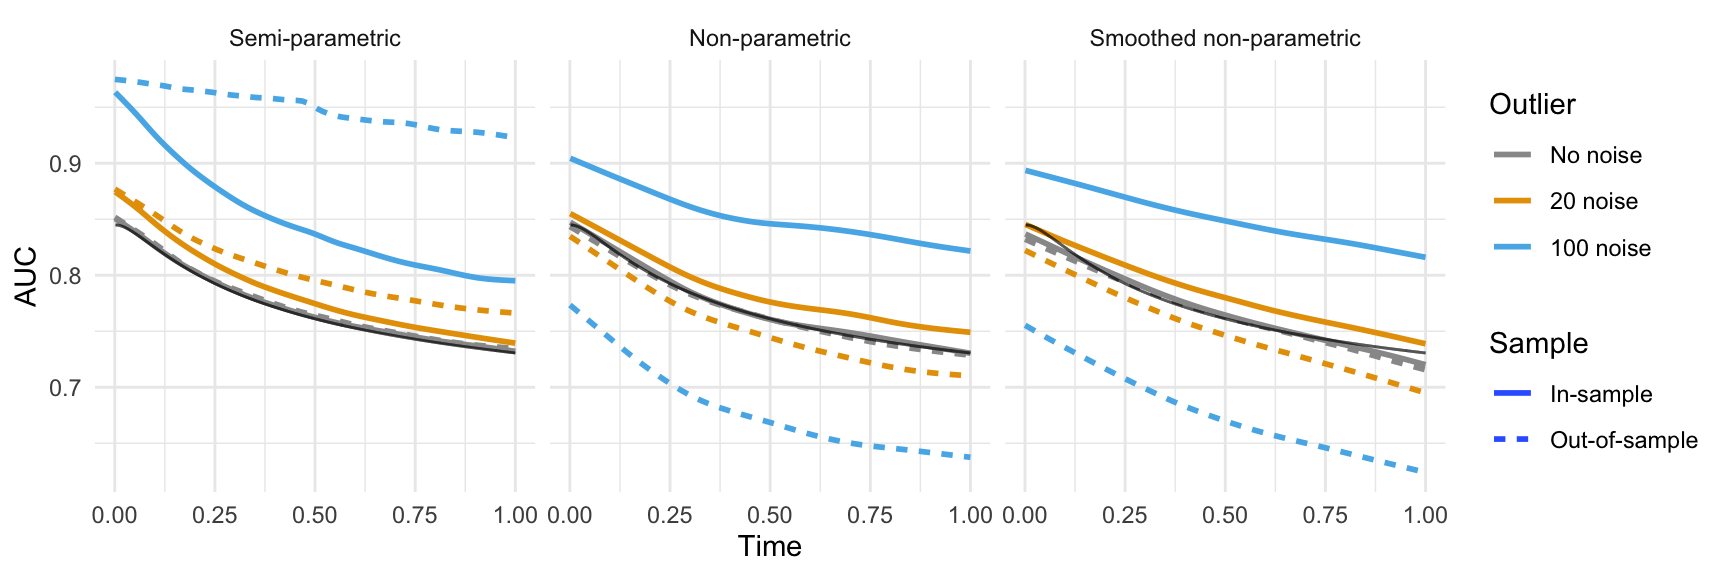 Semi-parametric
Non-parametric
Smoothed non-parametric
AUC
0.9
0.8
0.7
0.00 0.25 0.50 0.75 1.00
0.00 0.25 0.50 0.75 1.00
0.00 0.25 0.50 0.75 1.00
Time
Outlier
No noise
20 noise
100 noise
Sample
In-sample
Out-of-sample